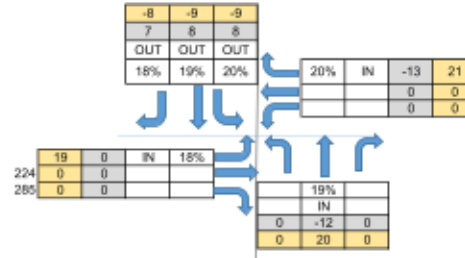 -8 -9 -9
7 8 8
OUT OUT OUT
18% 19% 20%
20% IN -13 21
0 0
0 0
19 0 IN 18%
224 0 0
285 0 0
19%
IN
0 -12 0
0 20 0